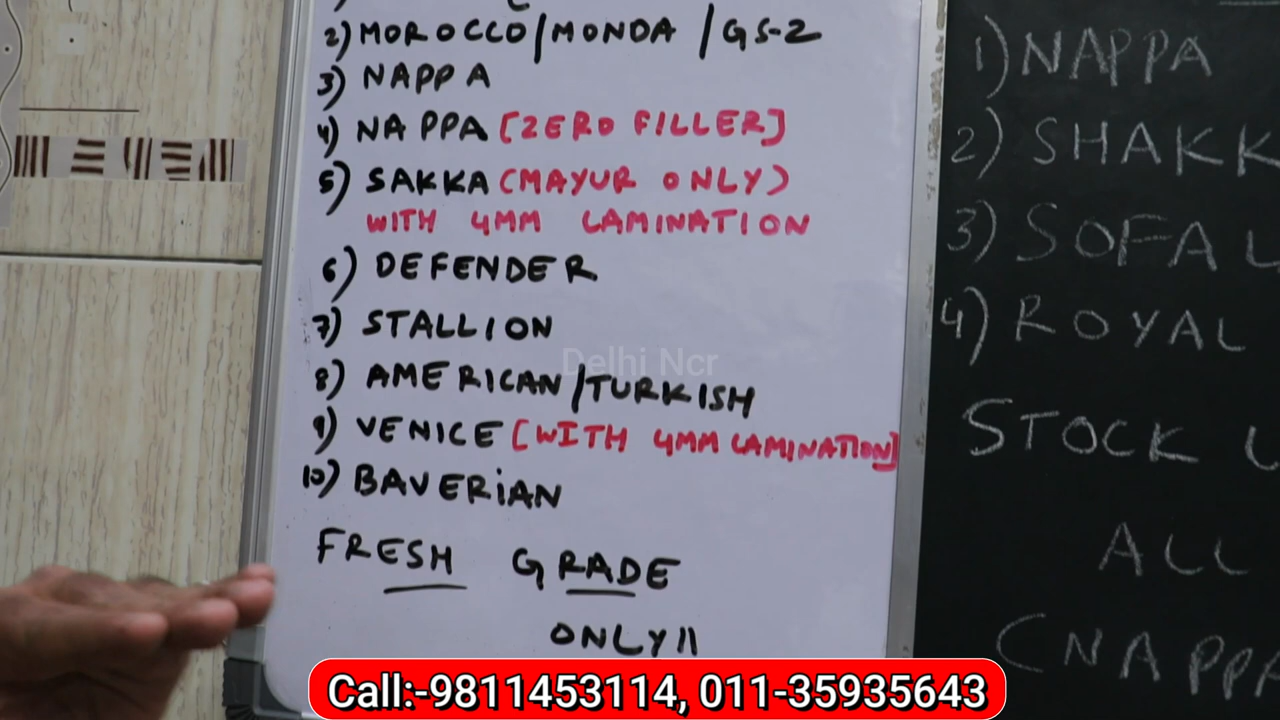 2) MOROCCO/MONDA/GS-2
3) NAPPA
4) NAPPA [ZERO FILLER]
5) SAKKA (MAYUR ONLY)
WITH 4MM LAMINATION
6) DEFENDER
7) STALLION
8) AMERICAN/TURKISH
9) VENICE [WITH 4MM LAMINATION]
10) BAVERiAN
FRESH GRADE
ONLY||
1) NAPPA
2) SHAKK
3) SOFA
4) ROYAL
STOCK
ALL
(NAPPA
Delhi Ncr
Call:-9811453114, 011-35935643